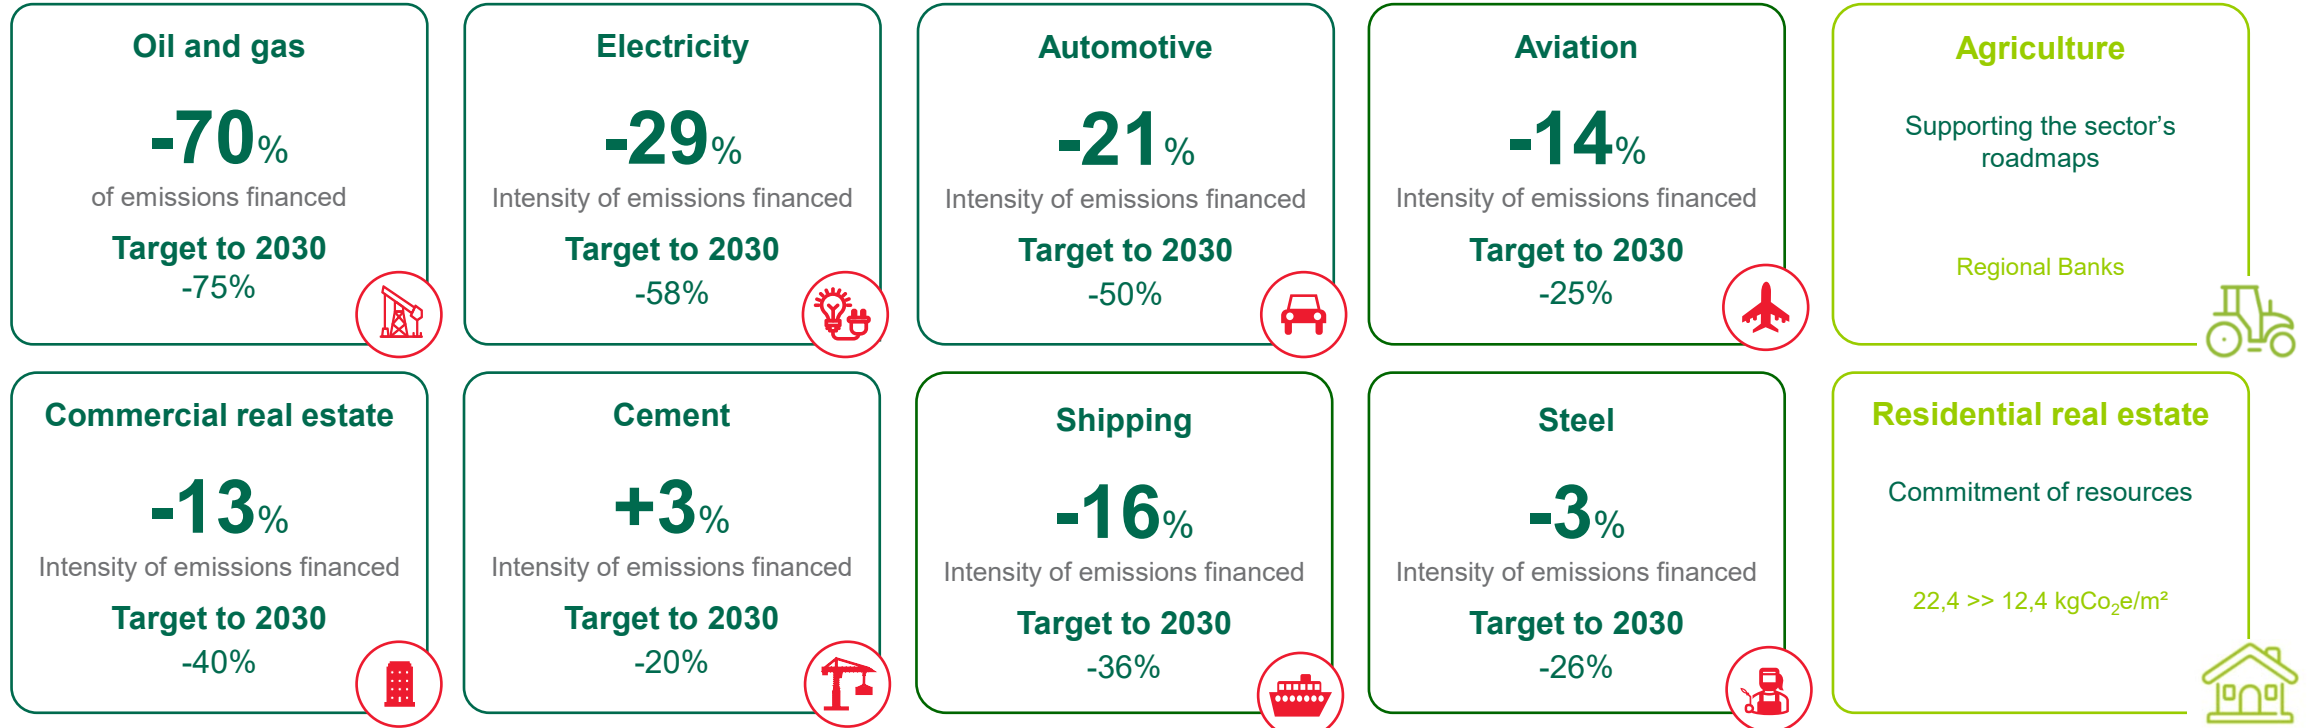 Oil and gas
-70%
of emissions financed
Target to 2030
-75%
Electricity
-29%
Intensity of emissions financed
Target to 2030
-58%
Automotive
-21%
Intensity of emissions financed
Target to 2030
-50%
Aviation
-14%
Intensity of emissions financed
Target to 2030
-25%
Agriculture
Supporting the sector’s
roadmaps
Regional Banks
Commercial real estate
-13%
Intensity of emissions financed
Target to 2030
-40%
Cement
+3%
Intensity of emissions financed
Target to 2030
-20%
Shipping
-16%
Intensity of emissions financed
Target to 2030
-36%
Steel
-3%
Intensity of emissions financed
Target to 2030
-26%
Residential real estate
Commitment of resources
22,4 >> 12,4 kgCo₂e/m²